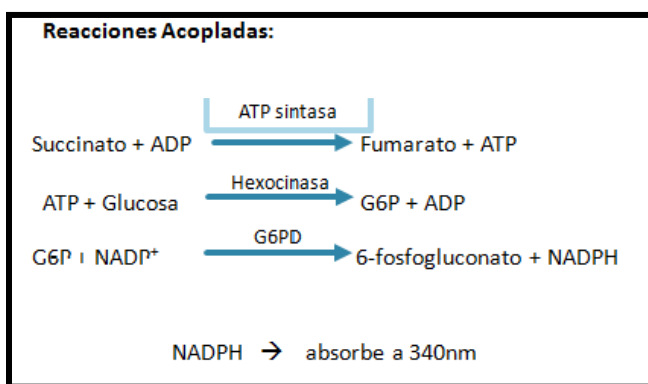 Reacciones Acopladas:
ATP sintasa
Succinato + ADP → Fumarato + ATP
Hexocinasa
ATP + Glucosa → G6P + ADP
G6PD
G6P + NADP⁺ → 6-fosfogluconato + NADPH
NADPH → absorbe a 340nm